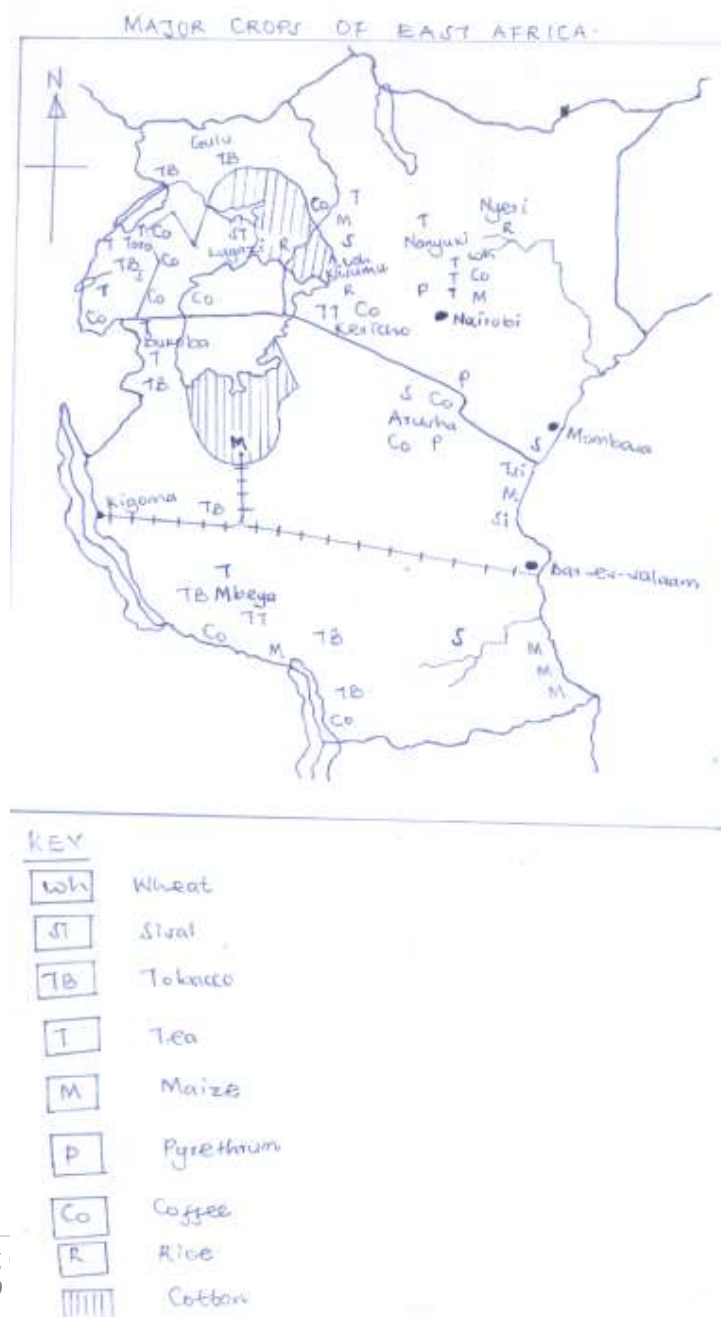 MAJOR CROPS OF EAST AFRICA.
N
Gulu
TB TB
Co T
M
Nyeri
T R
T Co ST S
Toro Lugazi R Nanyuki
Co T wh
TB S Kisumu T Co
T Co Co R P T M
Co TT Co Nairobi
T Kericho
Bukoba
T P
TB S Co
Arusha S Mombasa
M Co P Tsi
M
Kigoma TB Si
Dar-es-salaam
T
TB Mbeya
TT
Co TB S
M M
M
TB M
Co
KEY
Wh Wheat
SI Sisal
TB Tobacco
T Tea
M Maize
P Pyrethrum
Co Coffee
R Rice
Cotton